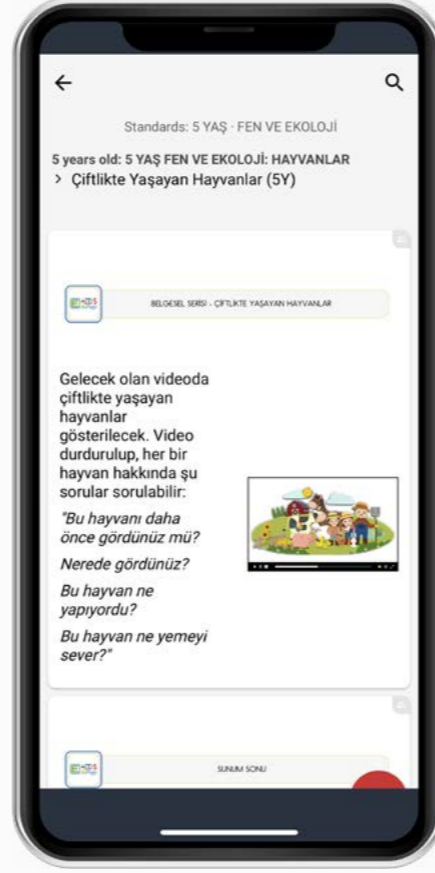 Standards: 5 YAŞ · FEN VE EKOLOJİ
5 years old: 5 YAŞ FEN VE EKOLOJİ: HAYVANLAR
> Çiftlikte Yaşayan Hayvanlar (5Y)
BELGESEL SERİSİ - ÇİFTLİKTE YAŞAYAN HAYVANLAR
Gelecek olan videoda
çiftlikte yaşayan
hayvanlar
gösterilecek. Video
durdurulup, her bir
hayvan hakkında şu
sorular sorulabilir:
"Bu hayvanı daha
önce gördünüz mü?
Nerede gördünüz?
Bu hayvan ne
yapıyordu?
Bu hayvan ne yemeyi
sever?"
SUNUM SONU